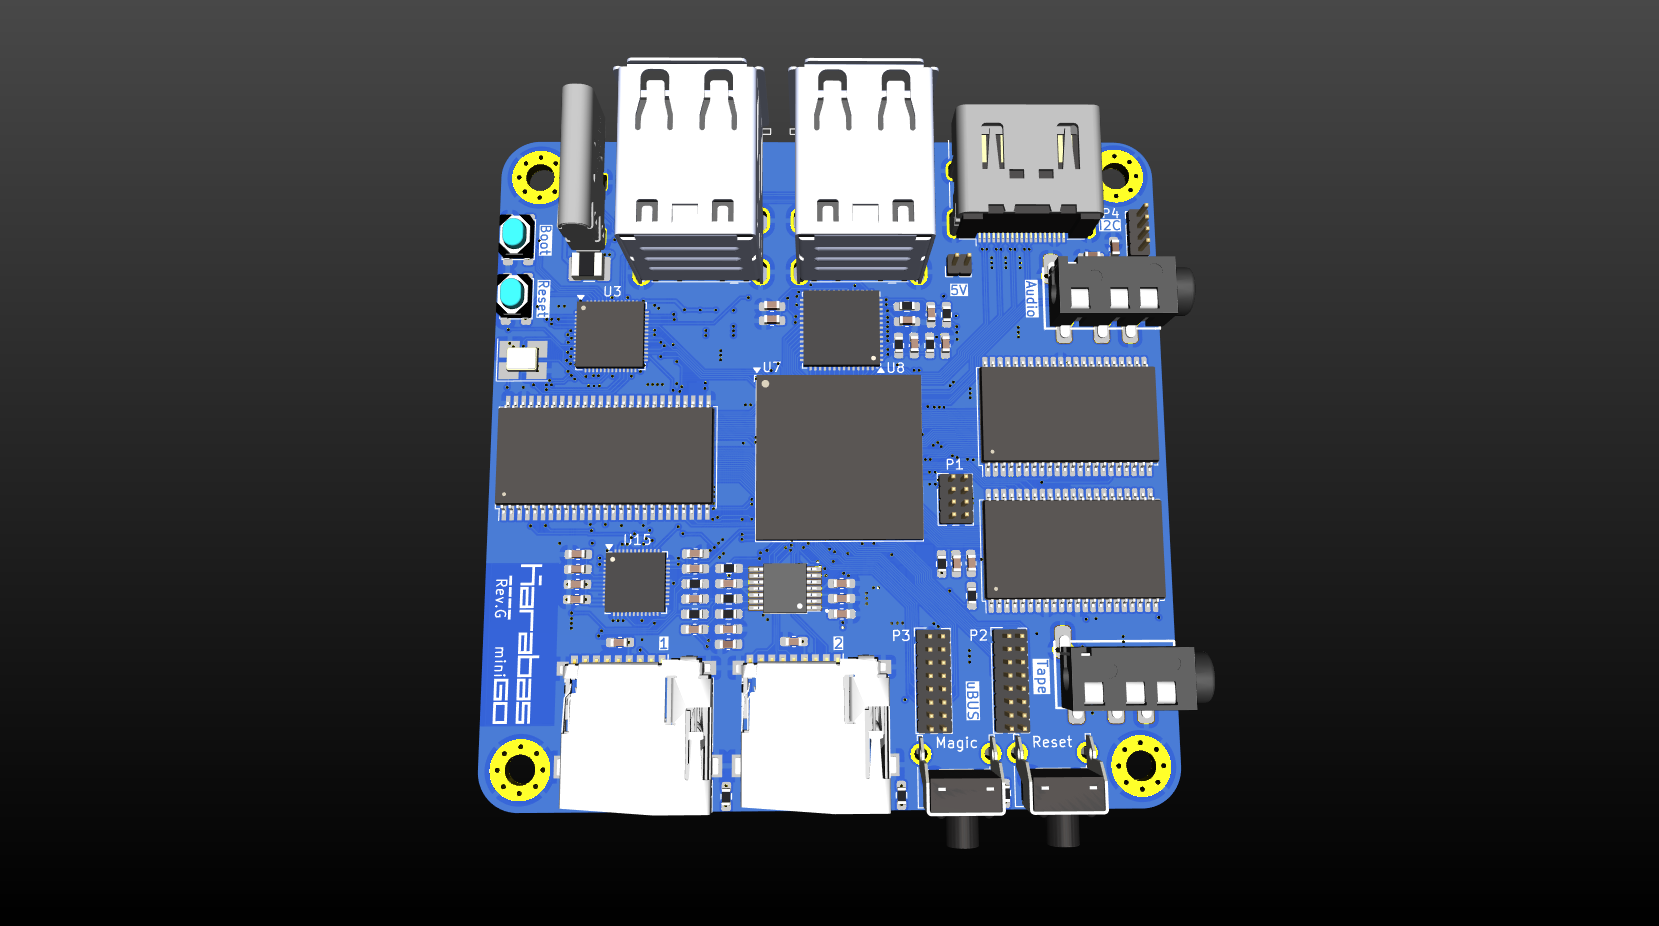 P4
I2C
Boot
Reset
U3
5V
Audio
U7
U8
P1
U15
karabas
miniGO
Rev.G
1
2
P3
P2
Tape
uBUS
Magic
Reset